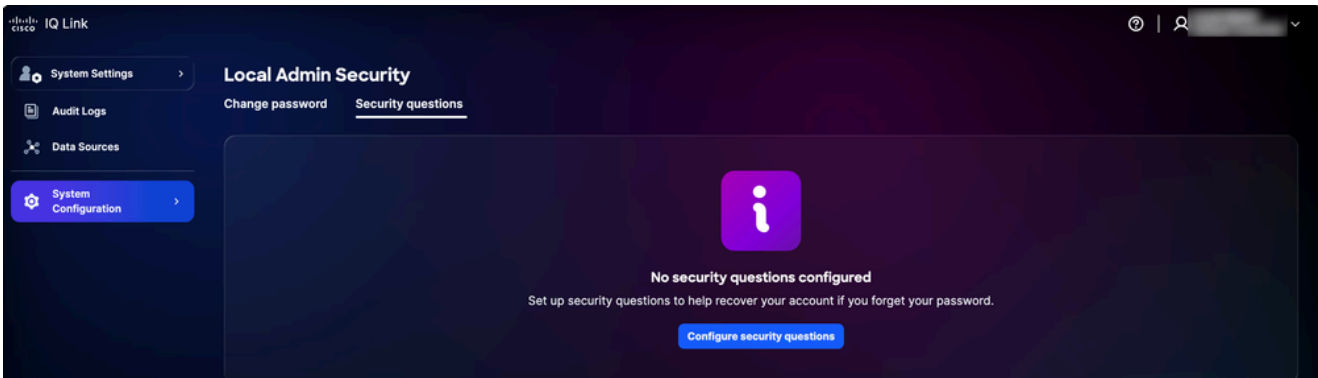 cisco IQ Link
System Settings
Audit Logs
Data Sources
System
Configuration
Local Admin Security
Change password Security questions
No security questions configured
Set up security questions to help recover your account if you forget your password.
Configure security questions